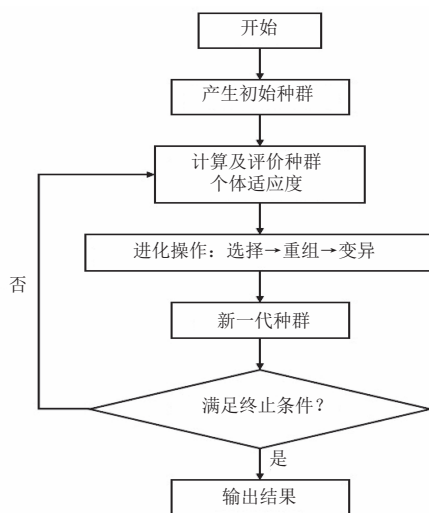 开始
产生初始种群
计算及评价种群
个体适应度
进化操作：选择→重组→变异
否
新一代种群
满足终止条件？
是
输出结果